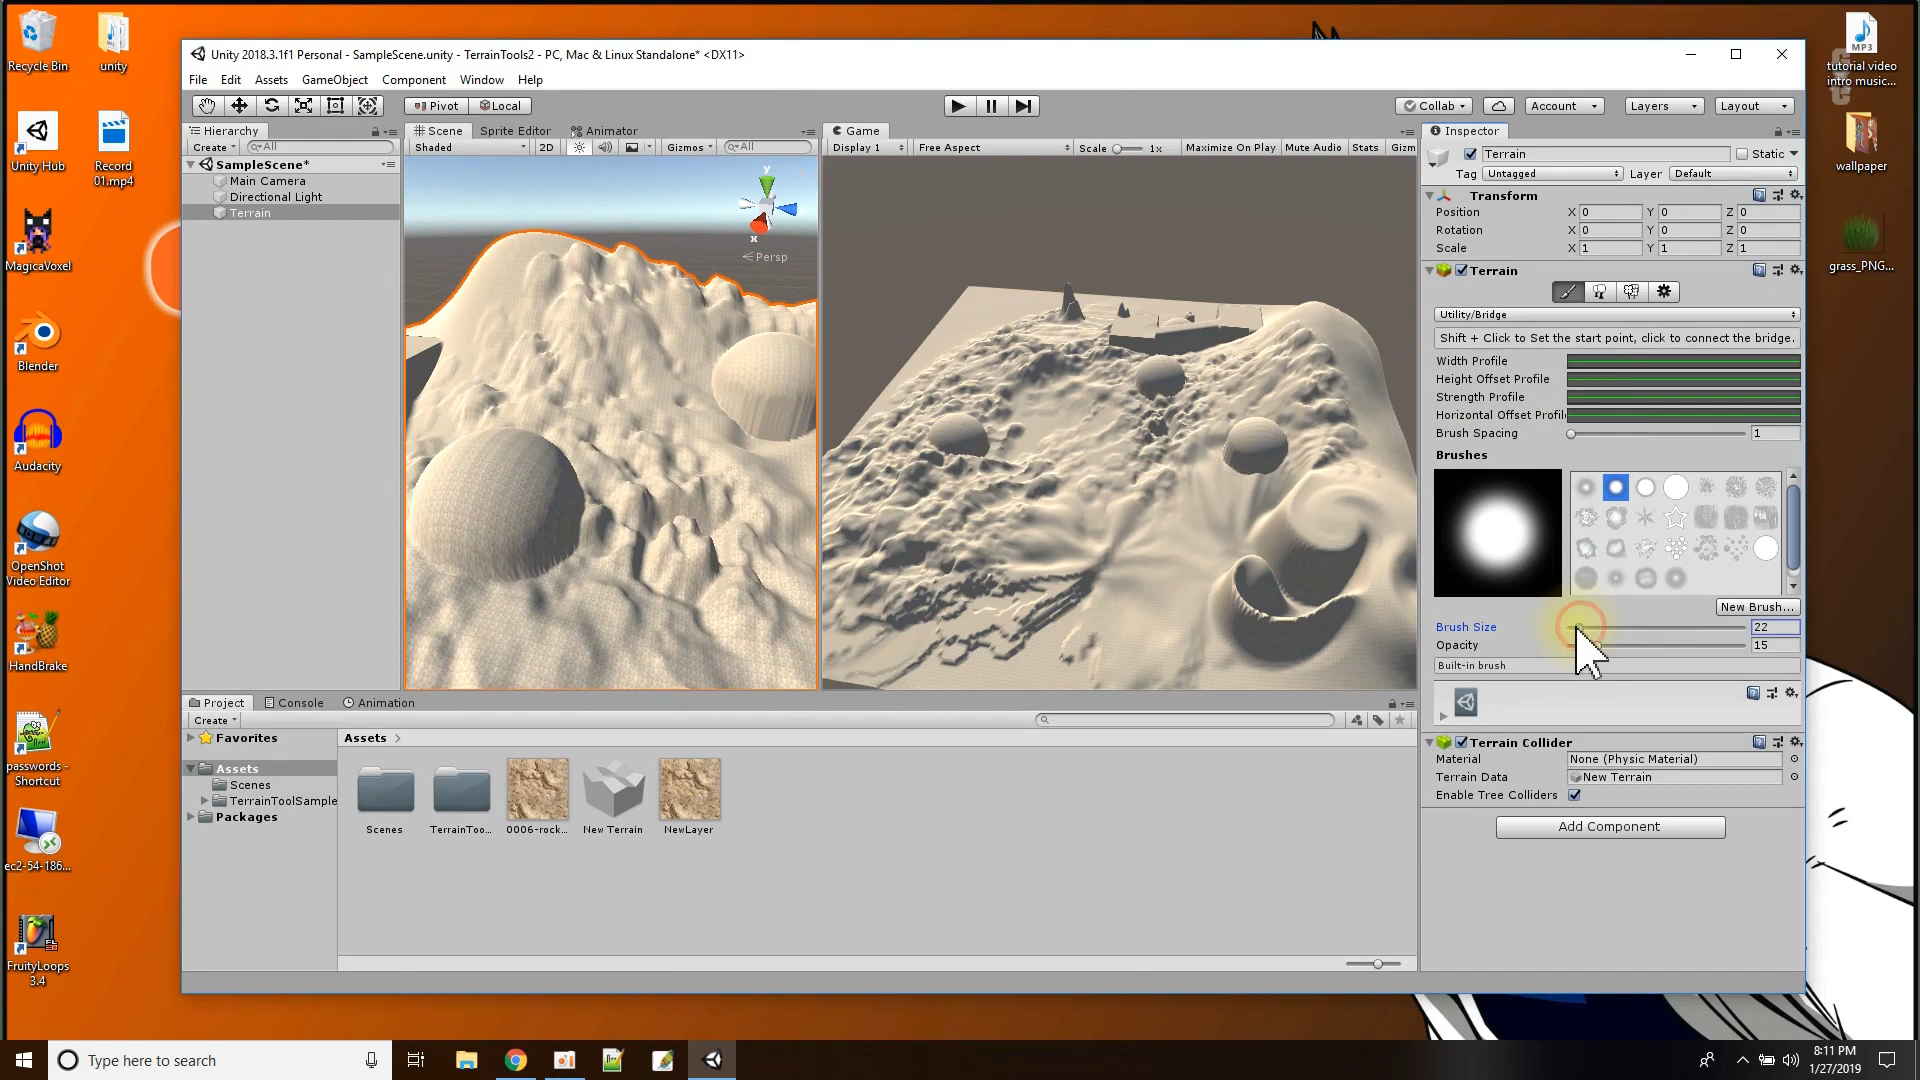 Recycle Bin
unity
Unity Hub
Record
01.mp4
MagicaVoxel
Blender
Audacity
OpenShot
Video Editor
HandBrake
passwords -
Shortcut
ec2-54-186...
FruityLoops
3.4
Unity 2018.3.1f1 Personal - SampleScene.unity - TerrainTools2 - PC, Mac & Linux Standalone* <DX11>
File Edit Assets GameObject Component Window Help
Pivot Local
Collab Account Layers Layout
Hierarchy
Create All
SampleScene*
Main Camera
Directional Light
Terrain
Scene Sprite Editor Animator
Shaded 2D Gizmos All
y
x
Persp
Game
Display 1 Free Aspect Scale 1x Maximize On Play Mute Audio Stats Gizm
Inspector
Terrain Static
Tag Untagged Layer Default
Transform
Position X 0 Y 0 Z 0
Rotation X 0 Y 0 Z 0
Scale X 1 Y 1 Z 1
Terrain
Utility/Bridge
Shift + Click to Set the start point, click to connect the bridge.
Width Profile
Height Offset Profile
Strength Profile
Horizontal Offset Profil
Brush Spacing 1
Brushes
New Brush...
Brush Size 22
Opacity 15
Built-in brush
Terrain Collider
Material None (Physic Material)
Terrain Data New Terrain
Enable Tree Colliders
Add Component
Project Console Animation
Create
Favorites
Assets
Scenes
TerrainToolSample
Packages
Assets
Scenes
TerrainToo...
0006-rock...
New Terrain
NewLayer
MP3
tutorial video
intro music...
wallpaper
grass_PNG...
Type here to search
8:11 PM
1/27/2019